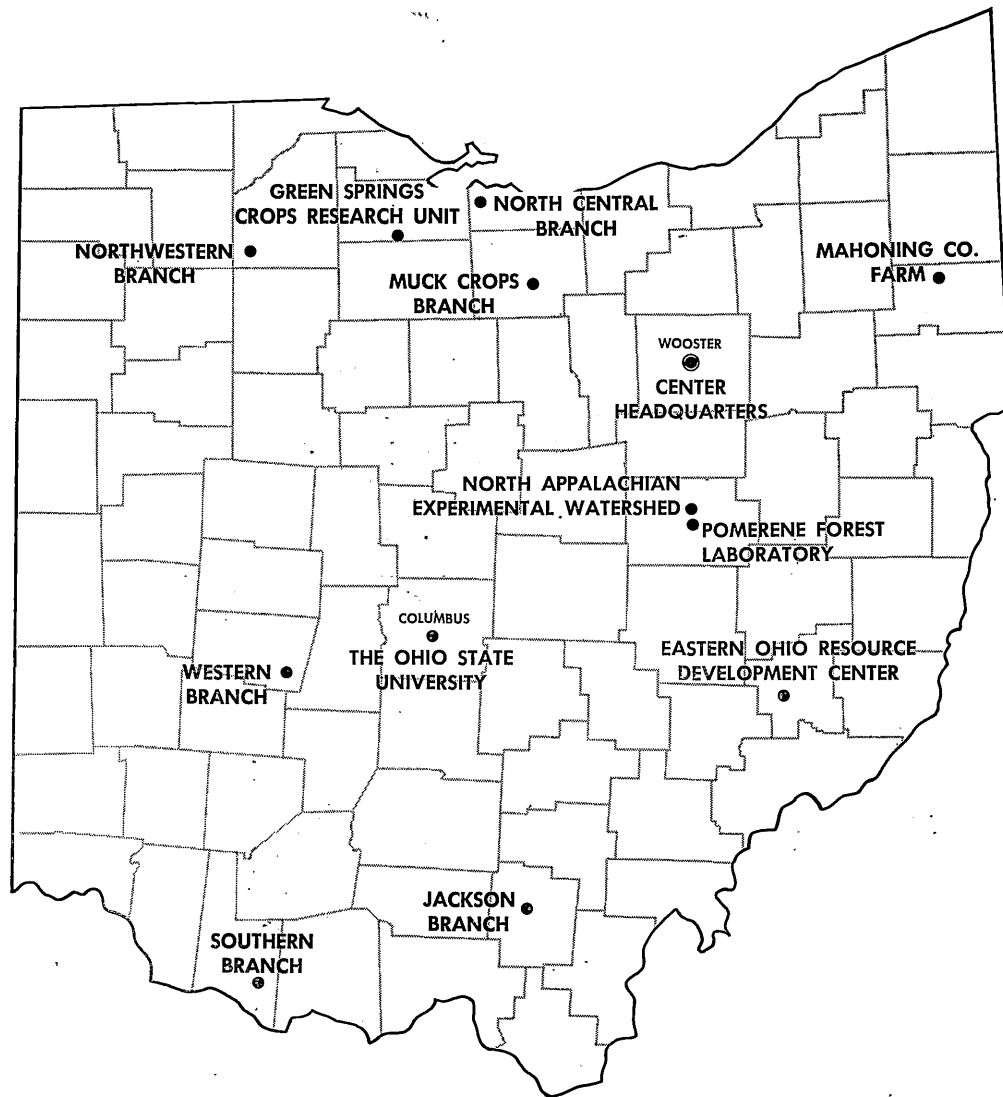 GREEN SPRINGS
CROPS RESEARCH UNIT
NORTH CENTRAL
BRANCH
NORTHWESTERN
BRANCH
MUCK CROPS
BRANCH
MAHONING CO.
FARM
WOOSTER
CENTER
HEADQUARTERS
NORTH APPALACHIAN
EXPERIMENTAL WATERSHED
POMERENE FOREST
LABORATORY
COLUMBUS
THE OHIO STATE
UNIVERSITY
WESTERN
BRANCH
EASTERN OHIO RESOURCE
DEVELOPMENT CENTER
JACKSON
BRANCH
SOUTHERN
BRANCH